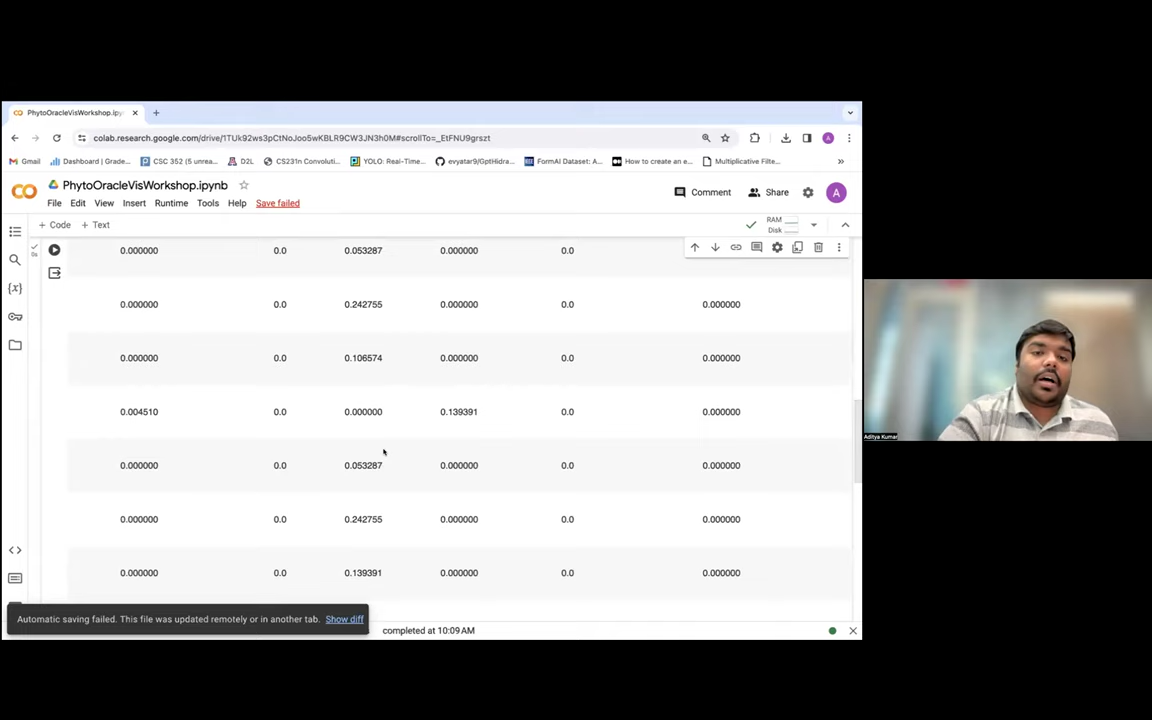 PhytoOracleVisWorkshop.ipy
colab.research.google.com/drive/1TUk92ws3pCtNoJoo5wKBLR9CW3JN3h0M#scrollTo=_EtFNU9grszt
A
Gmail
Dashboard | Grade...
CSC 352 (5 unrea...
D2L
CS231n Convoluti...
YOLO: Real-Time...
evyatar9/GptHidra...
FormAI Dataset: A...
How to create an e...
Multiplicative Filte...
»
PhytoOracleVisWorkshop.ipynb
Comment
Share
A
File Edit View Insert Runtime Tools Help Save failed
+ Code + Text
RAM
Disk
0.000000 0.0 0.053287 0.000000 0.0
0s
0.000000 0.0 0.242755 0.000000 0.0 0.000000
{x}
0.000000 0.0 0.106574 0.000000 0.0 0.000000
0.004510 0.0 0.000000 0.139391 0.0 0.000000
0.000000 0.0 0.053287 0.000000 0.0 0.000000
0.000000 0.0 0.242755 0.000000 0.0 0.000000
0.000000 0.0 0.139391 0.000000 0.0 0.000000
Automatic saving failed. This file was updated remotely or in another tab. Show diff
completed at 10:09 AM
Aditya Kumar